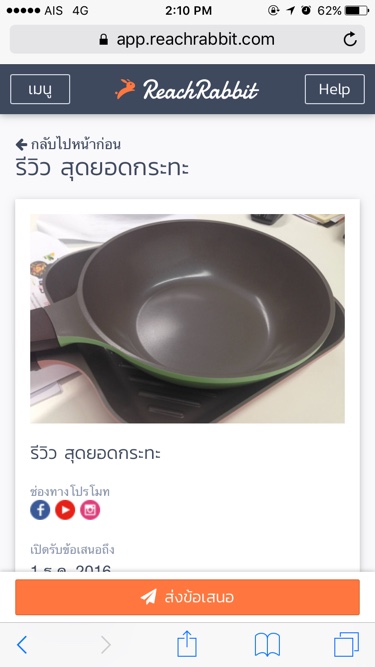 AIS 4G 2:10 PM 62%
app.reachrabbit.com
เมนู ReachRabbit Help
กลับไปหน้าก่อน
รีวิว สุดยอดกระทะ
รีวิว สุดยอดกระทะ
ช่องทางโปรโมท
เปิดรับข้อเสนอถึง
1 ธ.ค. 2016
ส่งข้อเสนอ